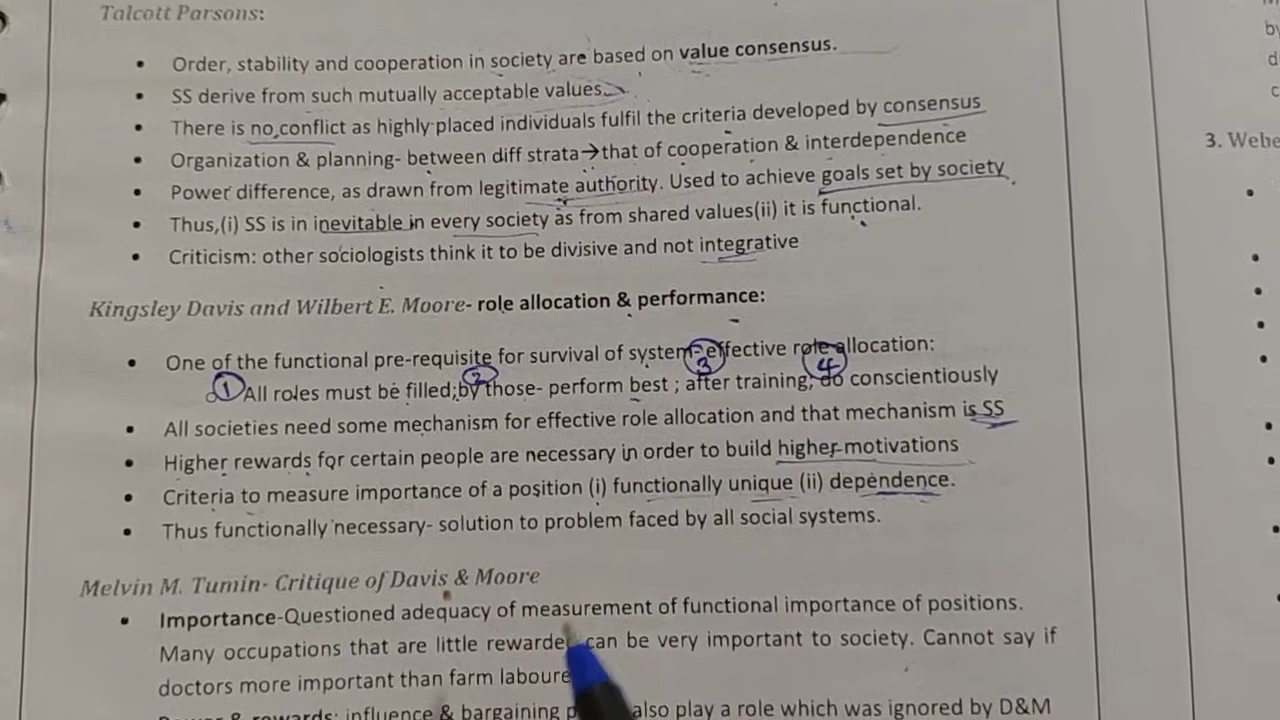 Talcott Parsons:
• Order, stability and cooperation in society are based on value consensus.
• SS derive from such mutually acceptable values.
• There is no conflict as highly placed individuals fulfil the criteria developed by consensus
• Organization & planning- between diff strata→that of cooperation & interdependence
• Power difference, as drawn from legitimate authority. Used to achieve goals set by society
• Thus,(i) SS is in inevitable in every society as from shared values(ii) it is functional.
• Criticism: other sociologists think it to be divisive and not integrative
Kingsley Davis and Wilbert E. Moore- role allocation & performance:
• One of the functional pre-requisite for survival of system- effective role allocation:
1 2 3 4
o All roles must be filled;by those- perform best ; after training; do conscientiously
• All societies need some mechanism for effective role allocation and that mechanism is SS
• Higher rewards for certain people are necessary in order to build higher motivations
• Criteria to measure importance of a position (i) functionally unique (ii) dependence.
• Thus functionally necessary- solution to problem faced by all social systems.
Melvin M. Tumin- Critique of Davis & Moore
• Importance-Questioned adequacy of measurement of functional importance of positions.
Many occupations that are little can be very important to society. Cannot say if
doctors more important than farm
& rewards: influence & bargaining also play a role which was ignored by D&M
by
3. Webe